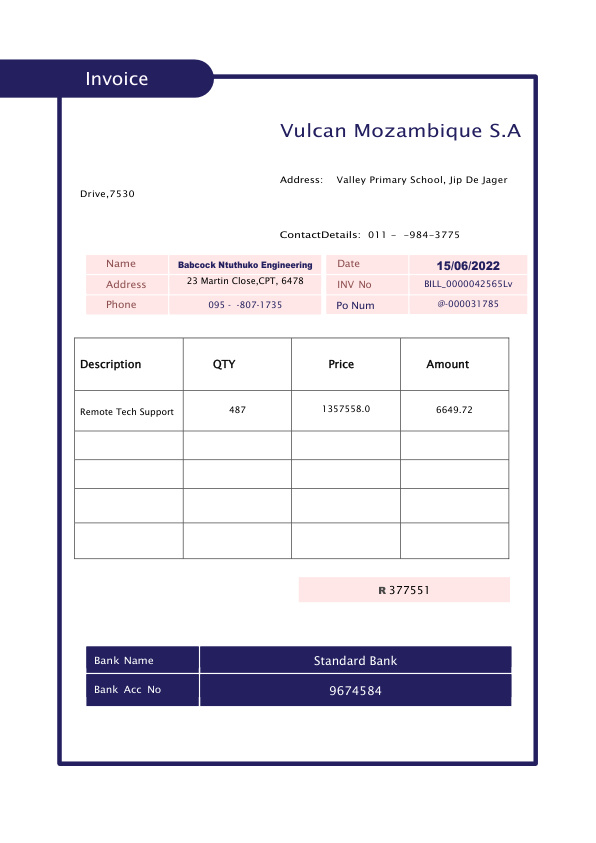 Invoice
Vulcan Mozambique S.A
Address: Valley Primary School, Jip De Jager
Drive,7530
ContactDetails: 011 - -984-3775
Name Babcock Ntuthuko Engineering Date 15/06/2022
Address 23 Martin Close,CPT, 6478 INV No BILL_0000042565Lv
Phone 095 - -807-1735 Po Num @-000031785
Description QTY Price Amount
Remote Tech Support 487 1357558.0 6649.72
R 377551
Bank Name Standard Bank
Bank Acc No 9674584